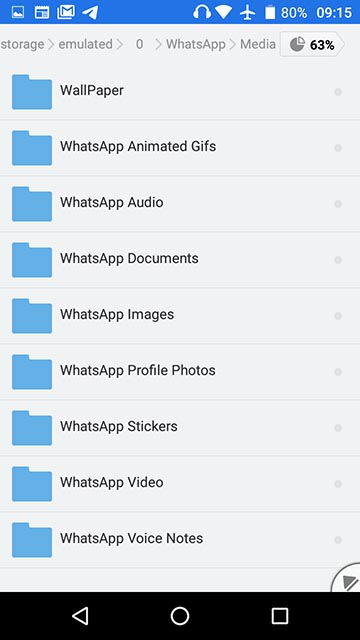 80% 09:15
storage emulated 0 WhatsApp Media 63%
WallPaper
WhatsApp Animated Gifs
WhatsApp Audio
WhatsApp Documents
WhatsApp Images
WhatsApp Profile Photos
WhatsApp Stickers
WhatsApp Video
WhatsApp Voice Notes